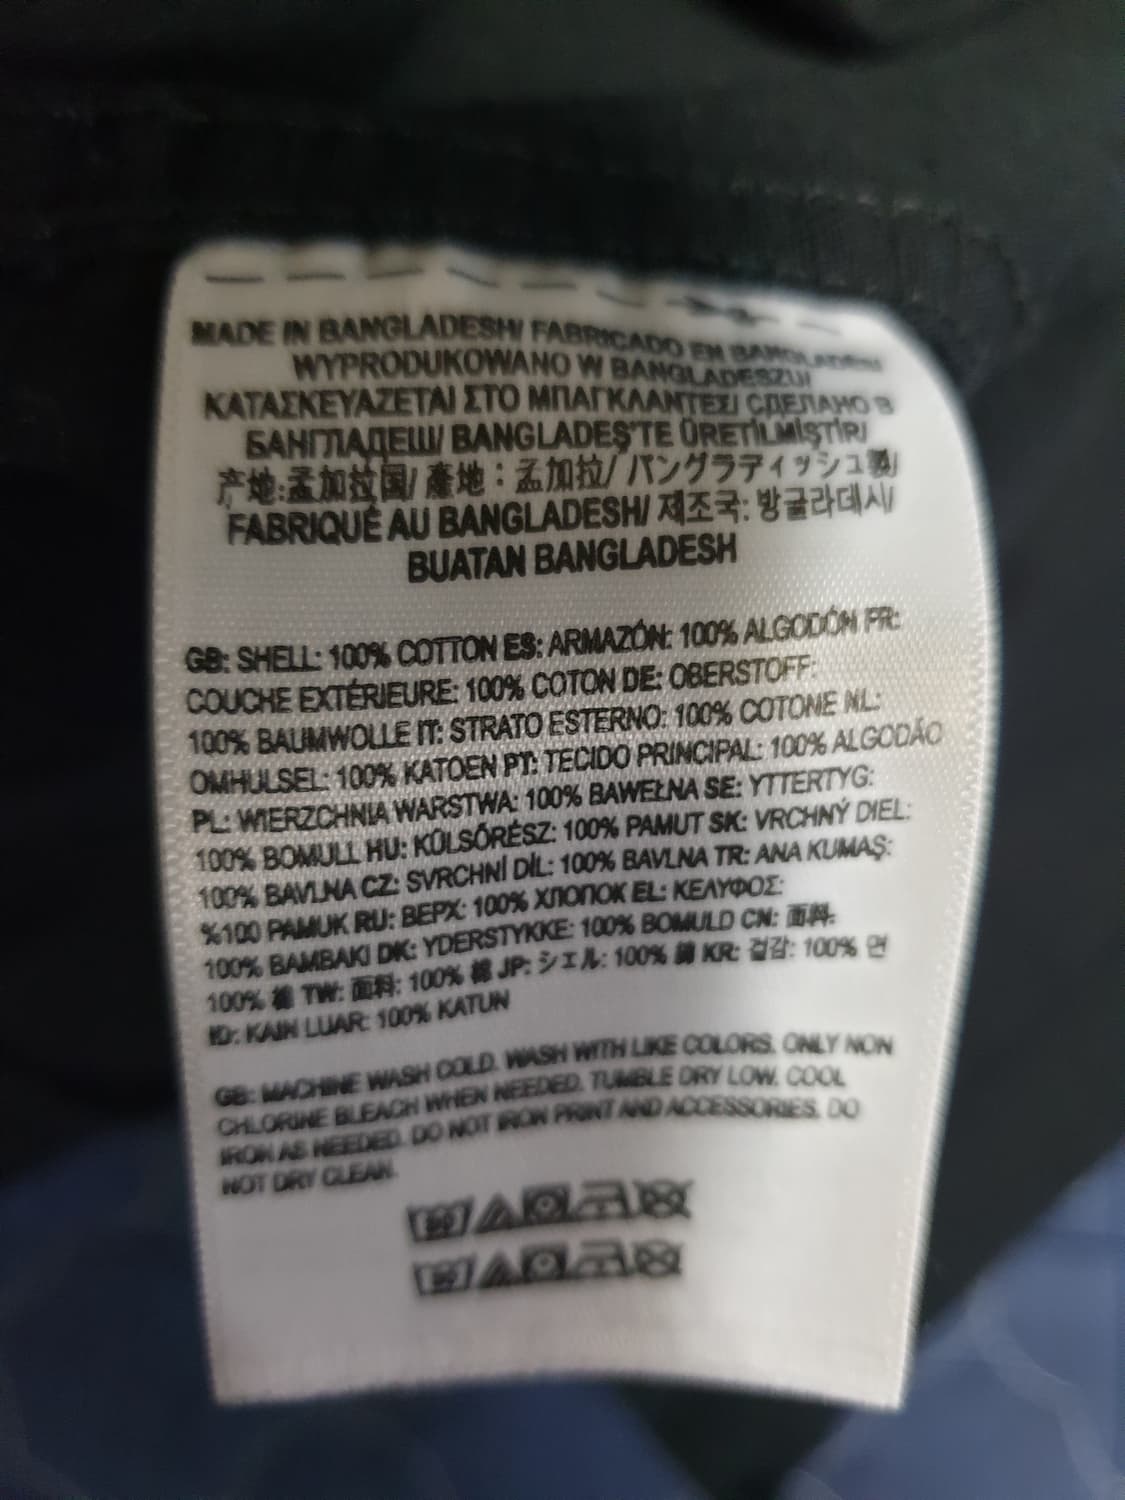 MADE IN BANGLADESH/ FABRICADO EN BANGLADESH/
WYPRODUKOWANO W BANGLADESZU/
ΚΑΤΑΣΚΕΥΑΖΕΤΑΙ ΣΤΟ ΜΠΑΓΚΛΑΝΤΕΣ/ СДЕЛАНО В
БАНГЛАДЕШ/ BANGLADEŞ'TE ÜRETİLMİŞTİR/
产地:孟加拉国/ 產地：孟加拉/ バングラディッシュ製/
FABRIQUÉ AU BANGLADESH/ 제조국: 방글라데시/
BUATAN BANGLADESH
GB: SHELL: 100% COTTON ES: ARMAZÓN: 100% ALGODÓN FR:
COUCHE EXTÉRIEURE: 100% COTON DE: OBERSTOFF:
100% BAUMWOLLE IT: STRATO ESTERNO: 100% COTONE NL:
OMHULSEL: 100% KATOEN PT: TECIDO PRINCIPAL: 100% ALGODÃO
PL: WIERZCHNIA WARSTWA: 100% BAWEŁNA SE: YTTERTYG:
100% BOMULL HU: KÜLSŐRÉSZ: 100% PAMUT SK: VRCHNÝ DIEL:
100% BAVLNA CZ: SVRCHNÍ DÍL: 100% BAVLNA TR: ANA KUMAŞ:
%100 PAMUK RU: ВЕРХ: 100% ХЛОПОК EL: ΚΕΛΥΦΟΣ:
100% ΒΑΜΒΑΚΙ DK: YDERSTYKKE: 100% BOMULD CN: 面料:
100% 棉 TW: 面料: 100% 棉 JP: シェル: 100% 綿 KR: 겉감: 100% 면
ID: KAIN LUAR: 100% KATUN
GB: MACHINE WASH COLD. WASH WITH LIKE COLORS. ONLY NON
CHLORINE BLEACH WHEN NEEDED. TUMBLE DRY LOW. COOL
IRON AS NEEDED. DO NOT IRON PRINT AND ACCESSORIES. DO
NOT DRY CLEAN.